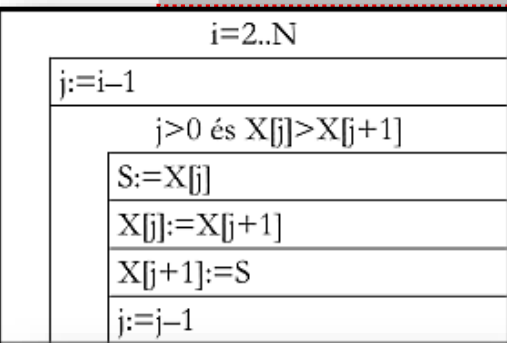 i=2..N
j:=i–1
j>0 és X[j]>X[j+1]
S:=X[j]
X[j]:=X[j+1]
X[j+1]:=S
j:=j–1